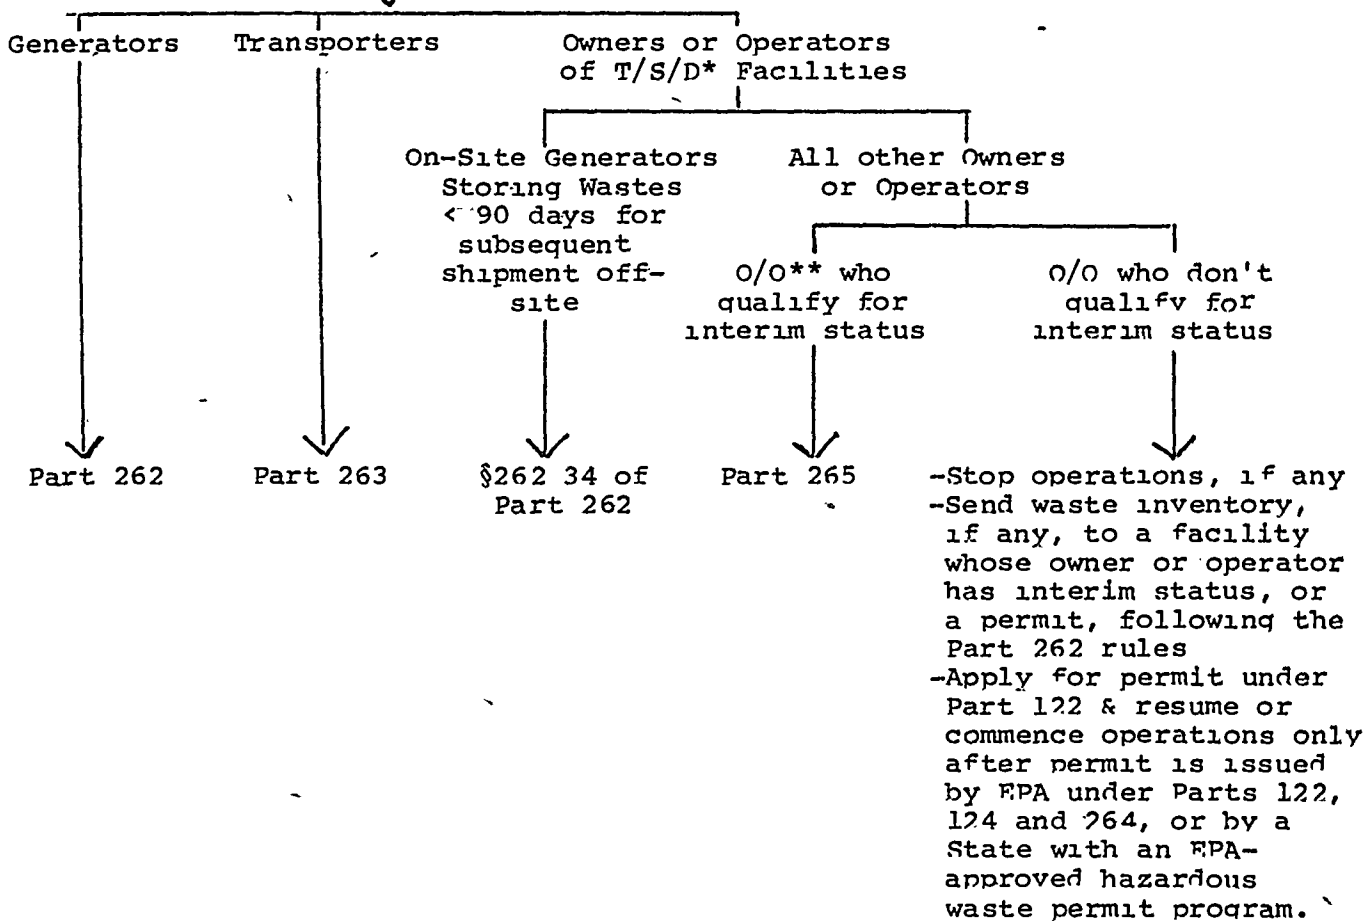 Generators Transporters Owners or Operators
of T/S/D* Facilities
On-Site Generators
Storing Wastes
< 90 days for
subsequent
shipment off-
site
All other Owners
or Operators
O/O** who
qualify for
interim status
O/O who don't
qualify for
interim status
Part 262
Part 263
§262 34 of
Part 262
Part 265
-Stop operations, if any
-Send waste inventory,
if any, to a facility
whose owner or operator
has interim status, or
a permit, following the
Part 262 rules
-Apply for permit under
Part 122 & resume or
commence operations only
after permit is issued
by EPA under Parts 122,
124 and 264, or by a
State with an EPA-
approved hazardous
waste permit program.